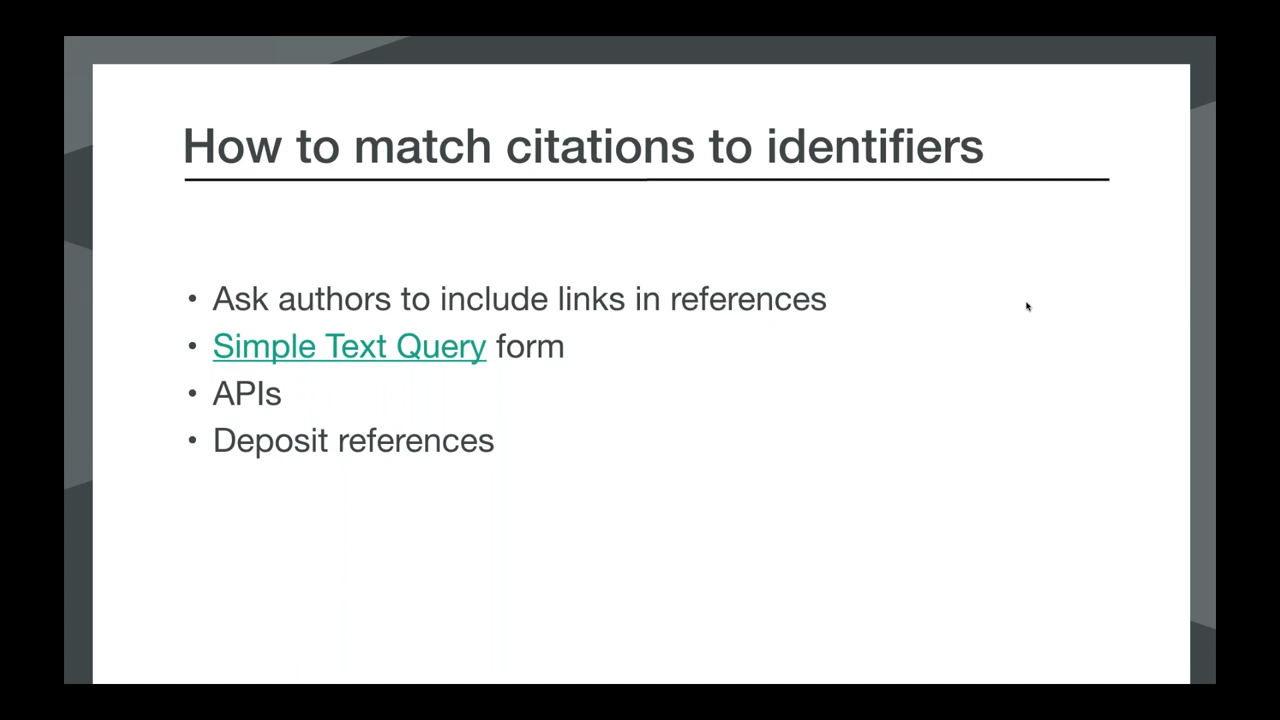 How to match citations to identifiers
• Ask authors to include links in references
• Simple Text Query form
• APIs
• Deposit references